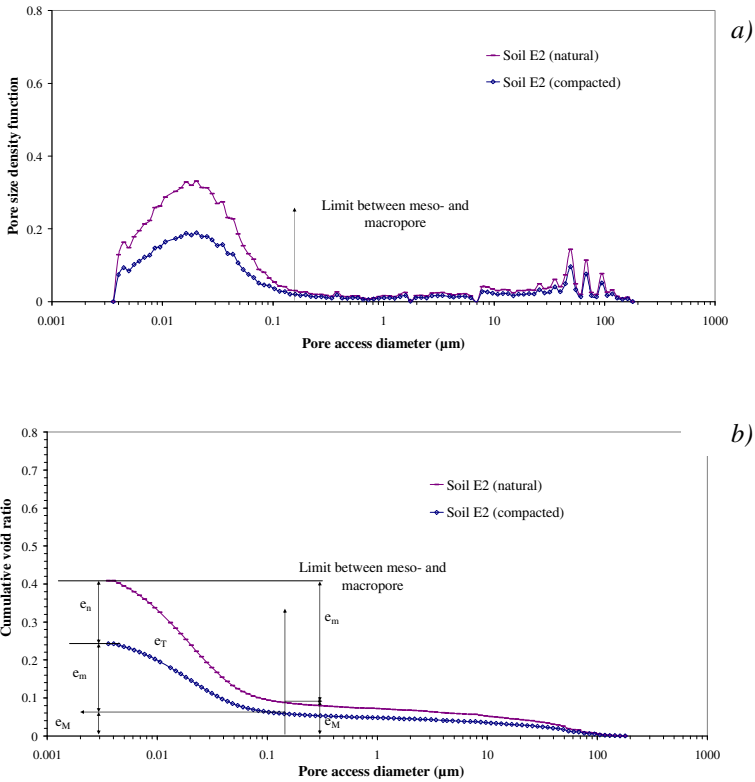 a)
0.8
0.6
0.4
0.2
0
Pore size density function
Soil E2 (natural)
Soil E2 (compacted)
Limit between meso- and
macropore
0.001
0.01
0.1
1
10
100
1000
Pore access diameter (µm)
b)
0.8
0.7
0.6
0.5
0.4
0.3
0.2
0.1
0
Cumulative void ratio
Soil E2 (natural)
Soil E2 (compacted)
Limit between meso- and
macropore
en
em
eM
eT
em
eM
0.001
0.01
0.1
1
10
100
1000
Pore access diameter (µm)